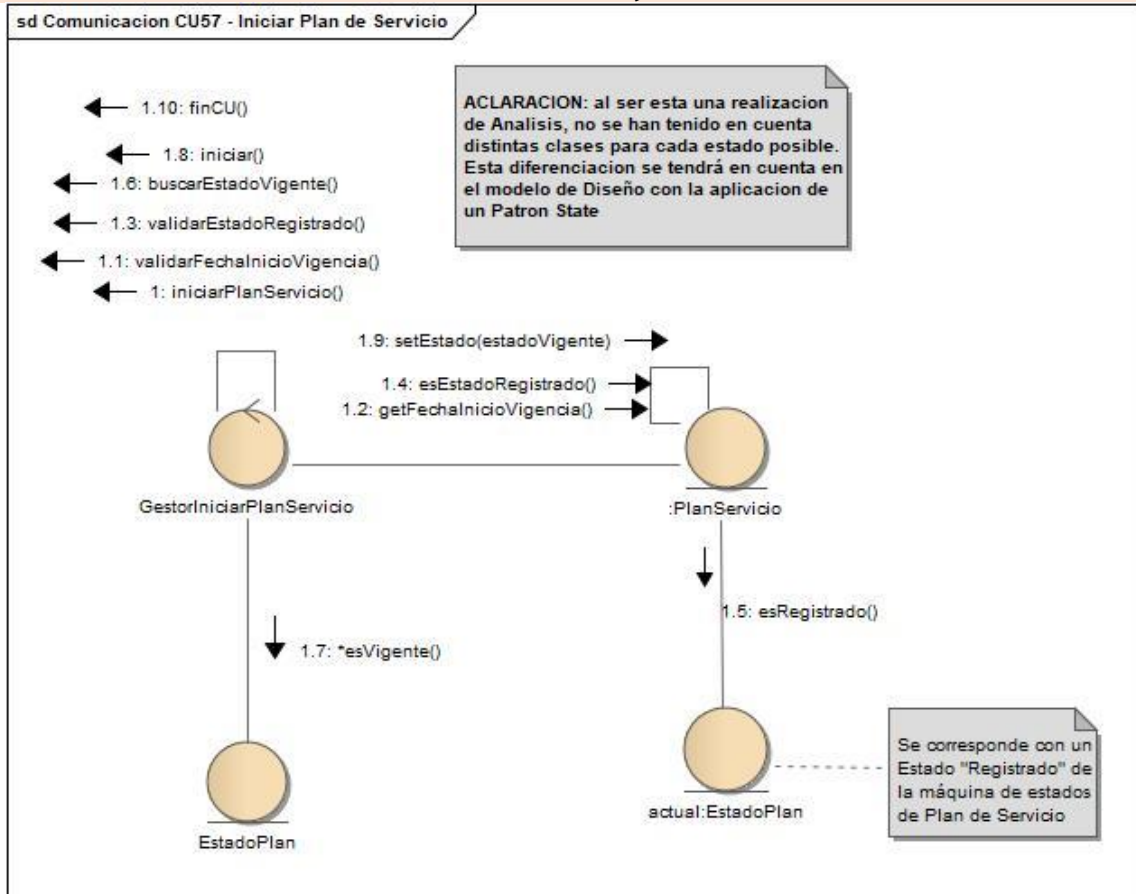 sd Comunicacion CU57 - Iniciar Plan de Servicio
ACLARACION: al ser esta una realizacion
de Analisis, no se han tenido en cuenta
distintas clases para cada estado posible.
Esta diferenciacion se tendrá en cuenta en
el modelo de Diseño con la aplicacion de
un Patron State
1.10: finCU()
1.8: iniciar()
1.6: buscarEstadoVigente()
1.3: validarEstadoRegistrado()
1.1: validarFechaInicioVigencia()
1: iniciarPlanServicio()
1.9: setEstado(estadoVigente)
1.4: esEstadoRegistrado()
1.2: getFechaInicioVigencia()
GestorIniciarPlanServicio
:PlanServicio
1.5: esRegistrado()
1.7: *esVigente()
Se corresponde con un
Estado "Registrado" de
la máquina de estados
de Plan de Servicio
actual:EstadoPlan
EstadoPlan